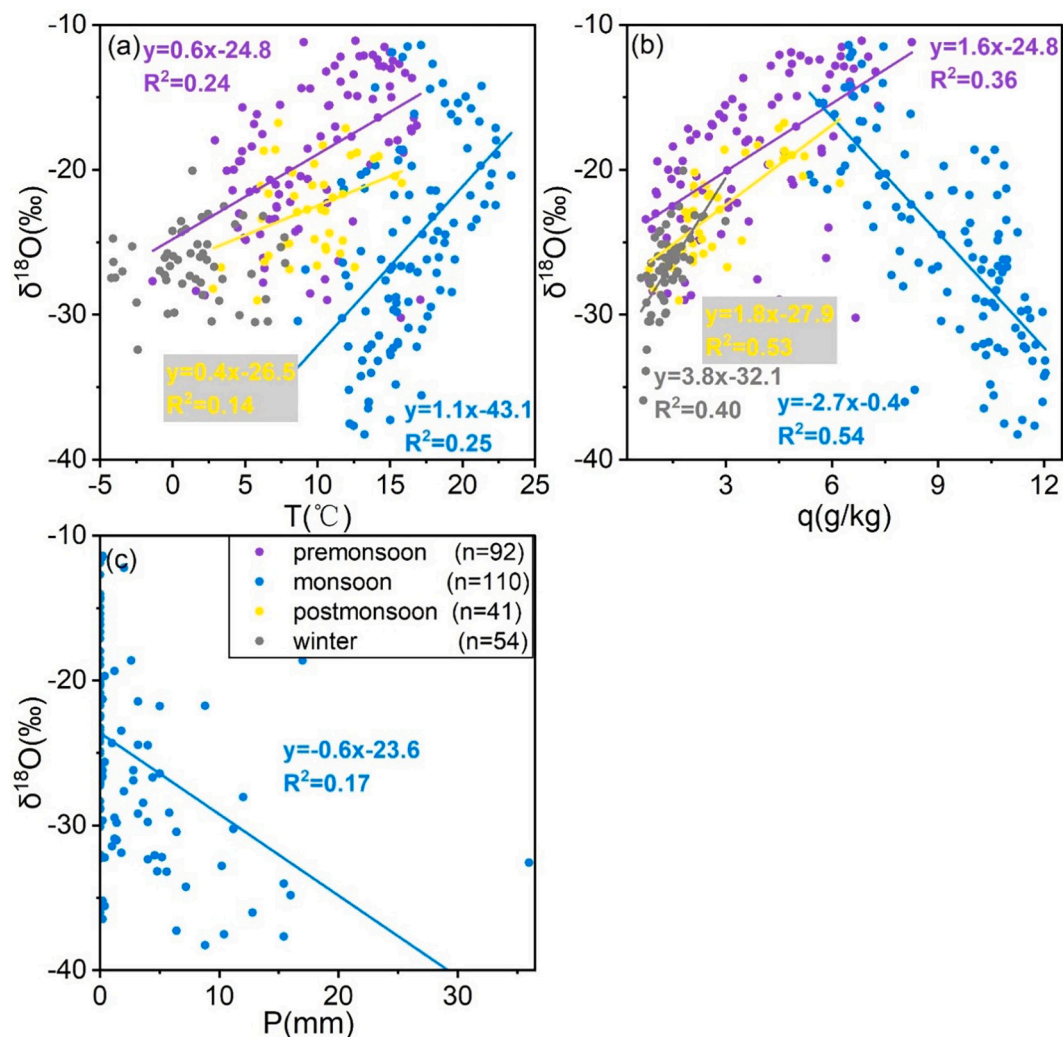 (a)
y=0.6x-24.8
R²=0.24
y=0.4x-26.5
R²=0.14
y=1.1x-43.1
R²=0.25
-10
-20
-30
-40
δ¹⁸O(‰)
-5 0 5 10 15 20 25
T(℃)
(b)
y=1.6x-24.8
R²=0.36
y=1.8x-27.9
R²=0.53
y=3.8x-32.1
R²=0.40
y=-2.7x-0.4
R²=0.54
-10
-20
-30
-40
δ¹⁸O(‰)
0 3 6 9 12
q(g/kg)
(c)
premonsoon (n=92)
monsoon (n=110)
postmonsoon (n=41)
winter (n=54)
y=-0.6x-23.6
R²=0.17
-10
-20
-30
-40
δ¹⁸O(‰)
0 10 20 30
P(mm)